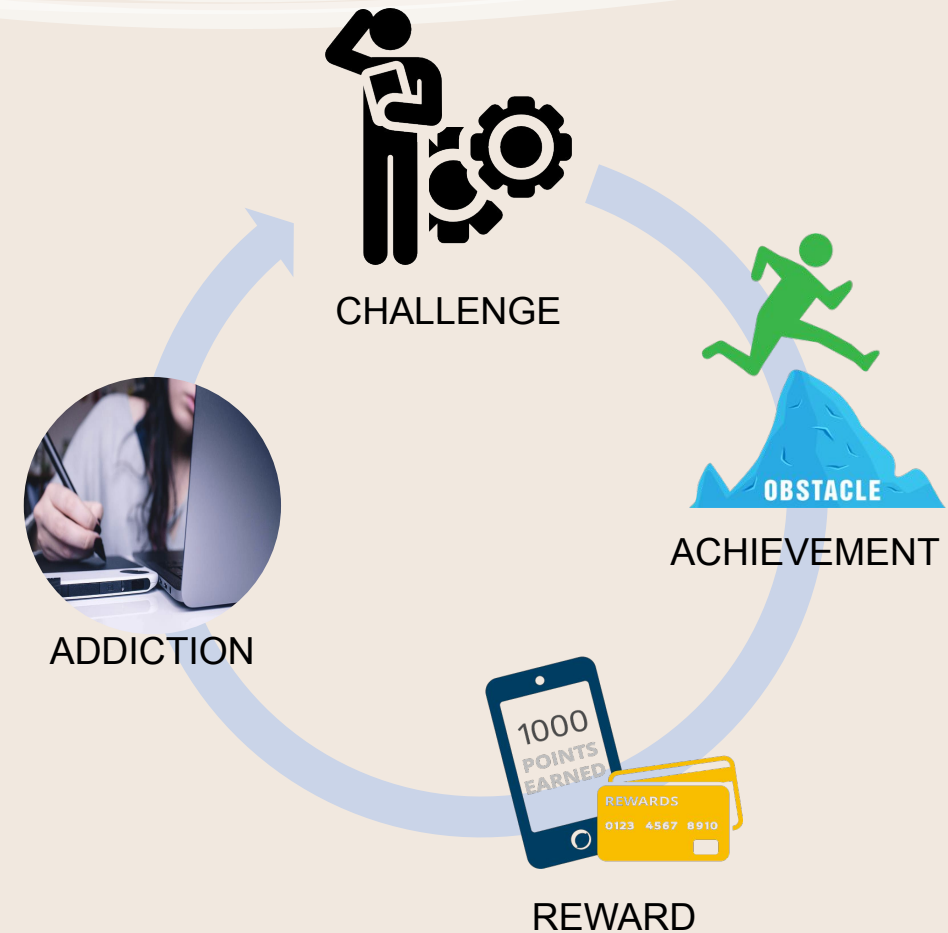 CHALLENGE
OBSTACLE
ACHIEVEMENT
ADDICTION
1000
POINTS
EARNED
REWARDS
0123 4567 8910
REWARD